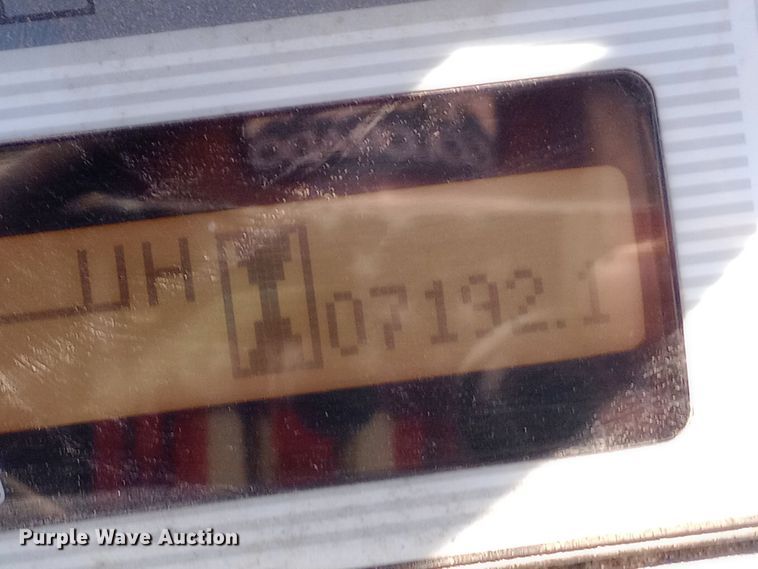 UH 07192.1
Purple Wave Auction